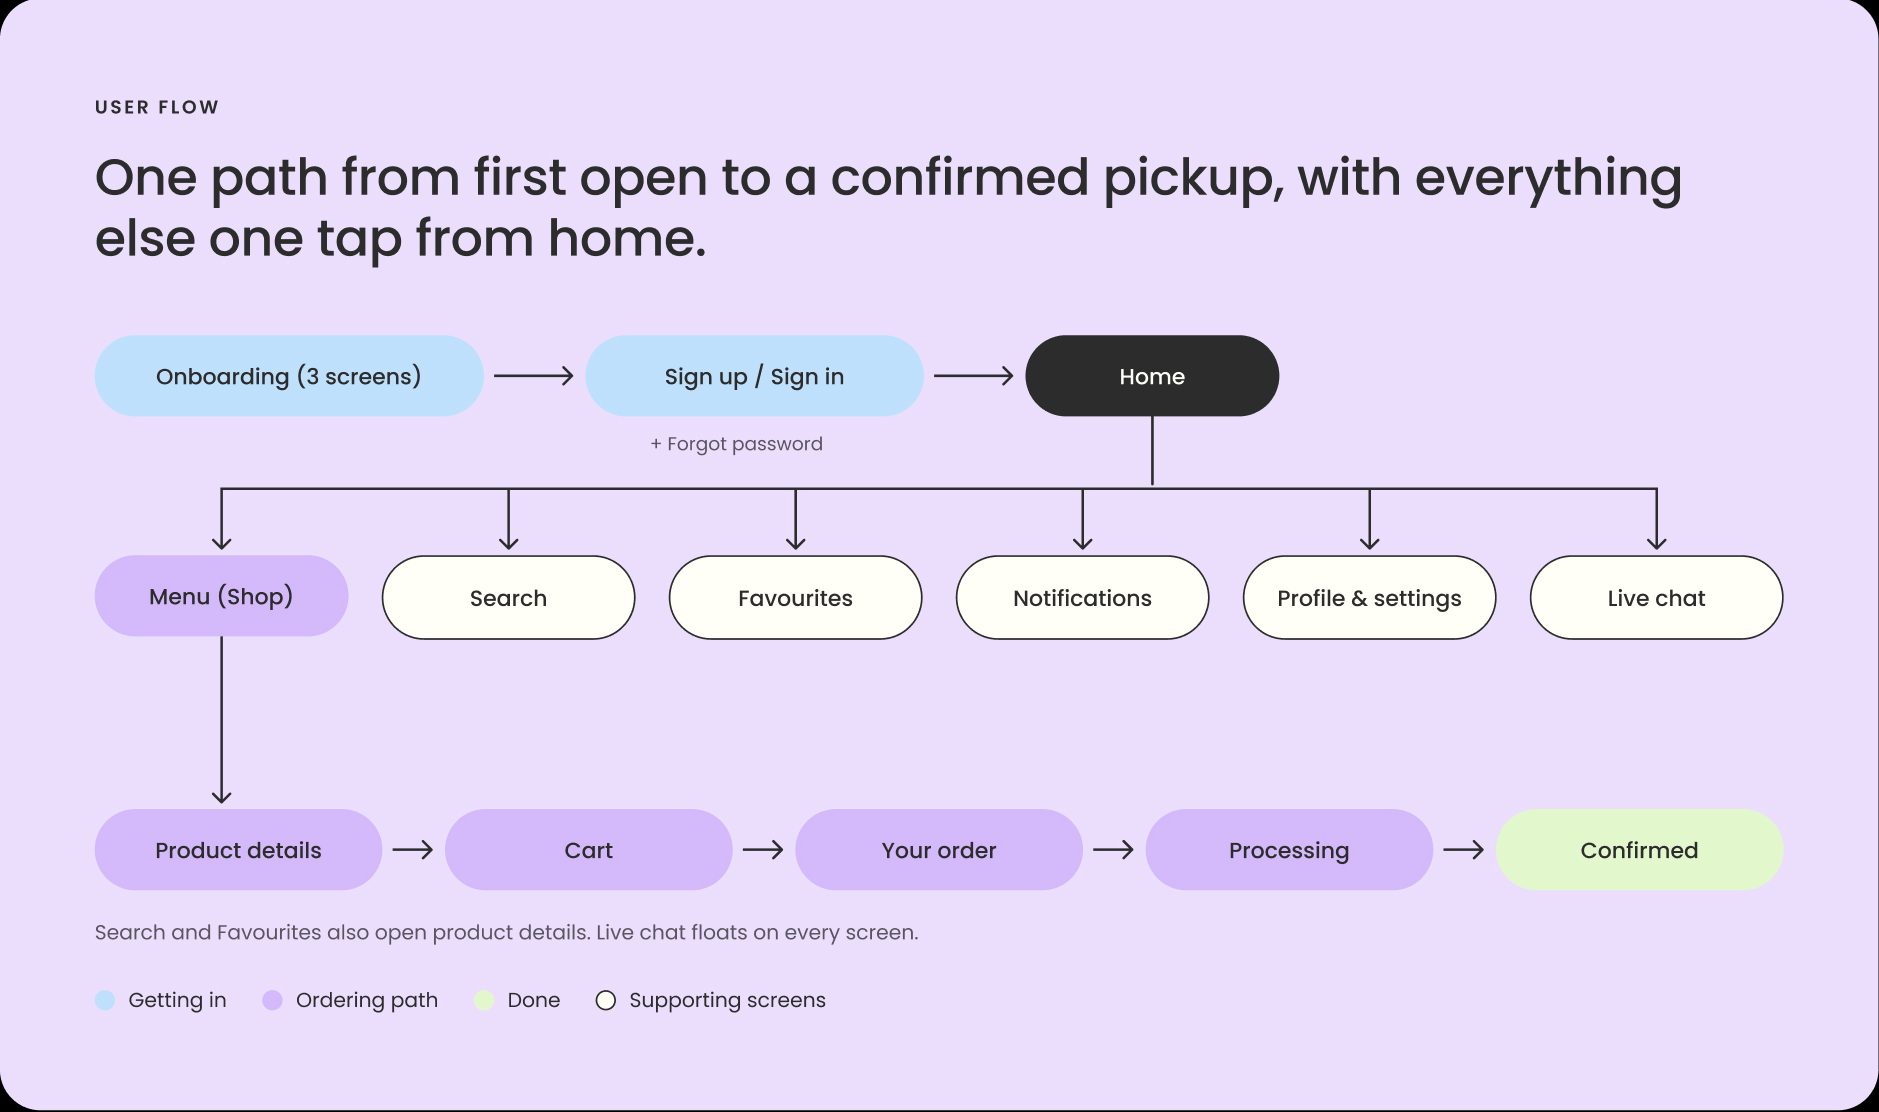 USER FLOW
One path from first open to a confirmed pickup, with everything
else one tap from home.
Onboarding (3 screens)
Sign up / Sign in
Home
+ Forgot password
Menu (Shop)
Search
Favourites
Notifications
Profile & settings
Live chat
Product details
Cart
Your order
Processing
Confirmed
Search and Favourites also open product details. Live chat floats on every screen.
Getting in
Ordering path
Done
Supporting screens